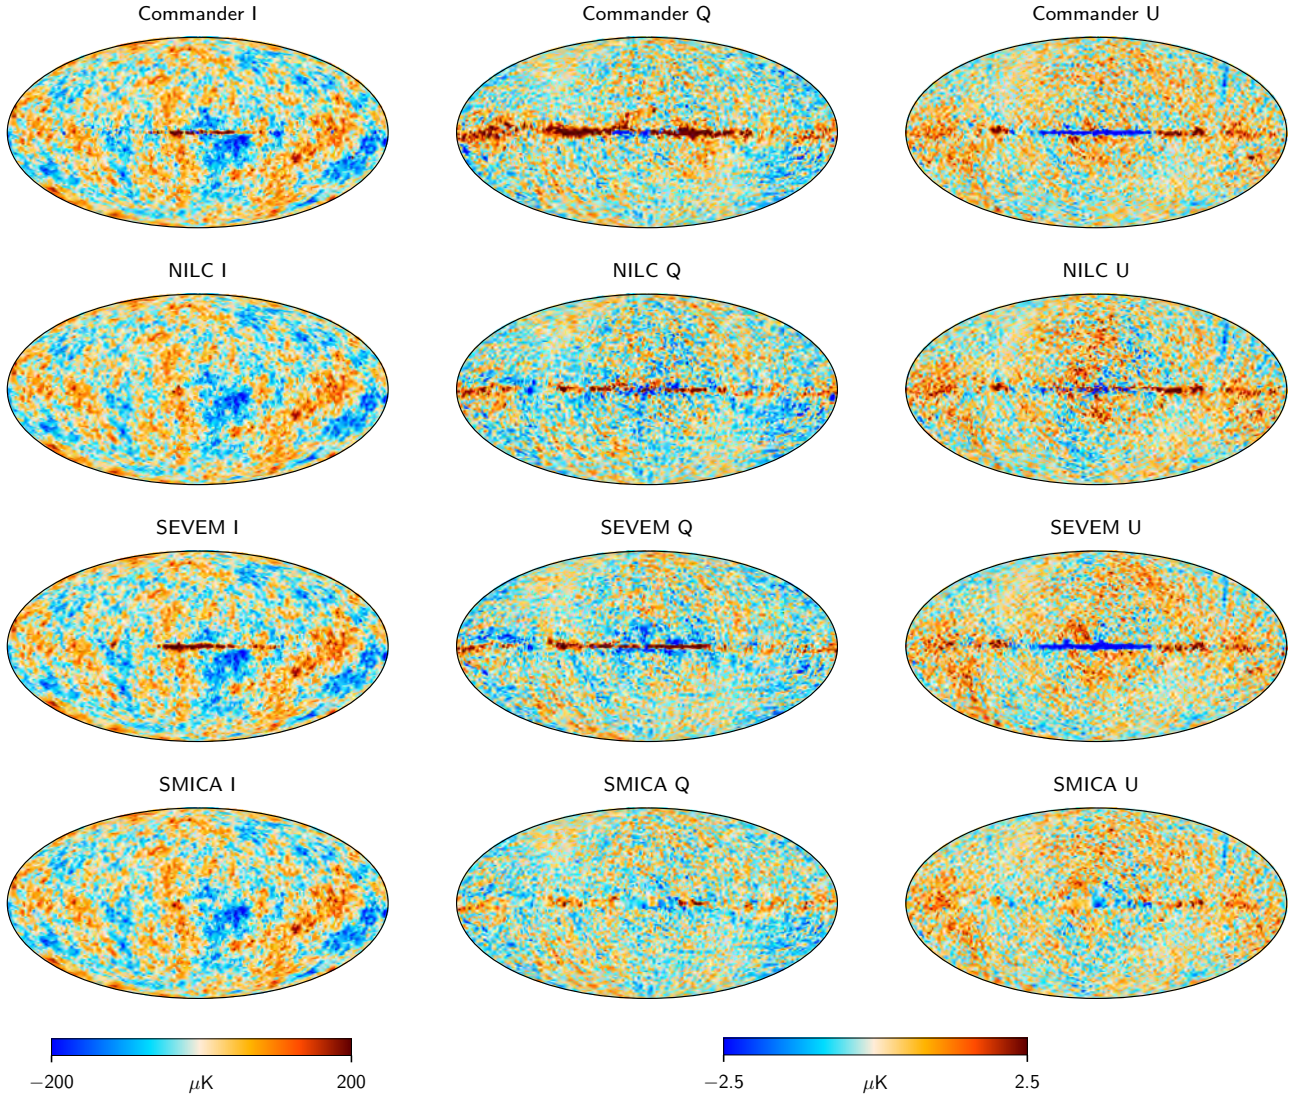 Commander I
Commander Q
Commander U
NILC I
NILC Q
NILC U
SEVEM I
SEVEM Q
SEVEM U
SMICA I
SMICA Q
SMICA U
−200 μK 200
−2.5 μK 2.5